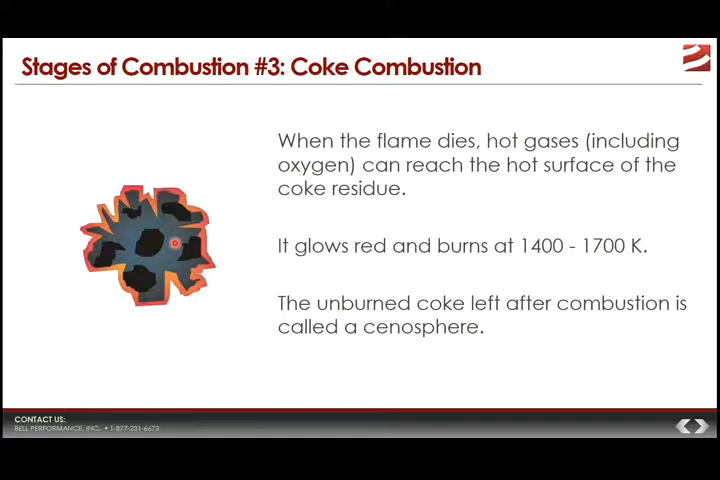 Stages of Combustion #3: Coke Combustion
When the flame dies, hot gases (including
oxygen) can reach the hot surface of the
coke residue.
It glows red and burns at 1400 - 1700 K.
The unburned coke left after combustion is
called a cenosphere.
CONTACT US:
BELL PERFORMANCE, INC. • 1-877-231-6673